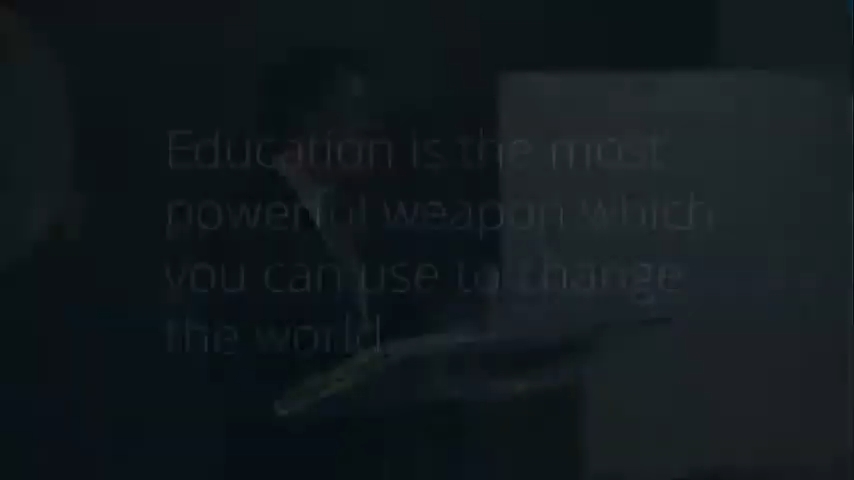 Education is the most
powerful weapon which
you can use to change
the world